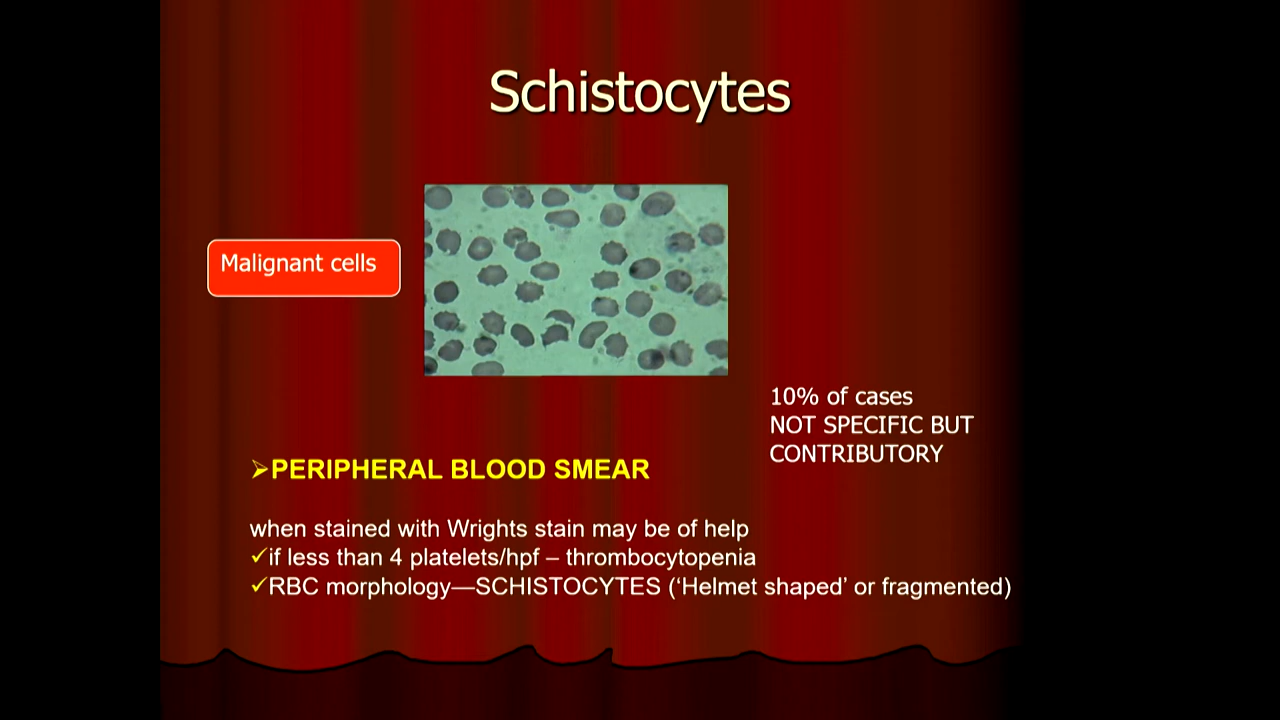 Schistocytes
Malignant cells
10% of cases
NOT SPECIFIC BUT
CONTRIBUTORY
➢PERIPHERAL BLOOD SMEAR
when stained with Wrights stain may be of help
✓if less than 4 platelets/hpf – thrombocytopenia
✓RBC morphology—SCHISTOCYTES (‘Helmet shaped’ or fragmented)